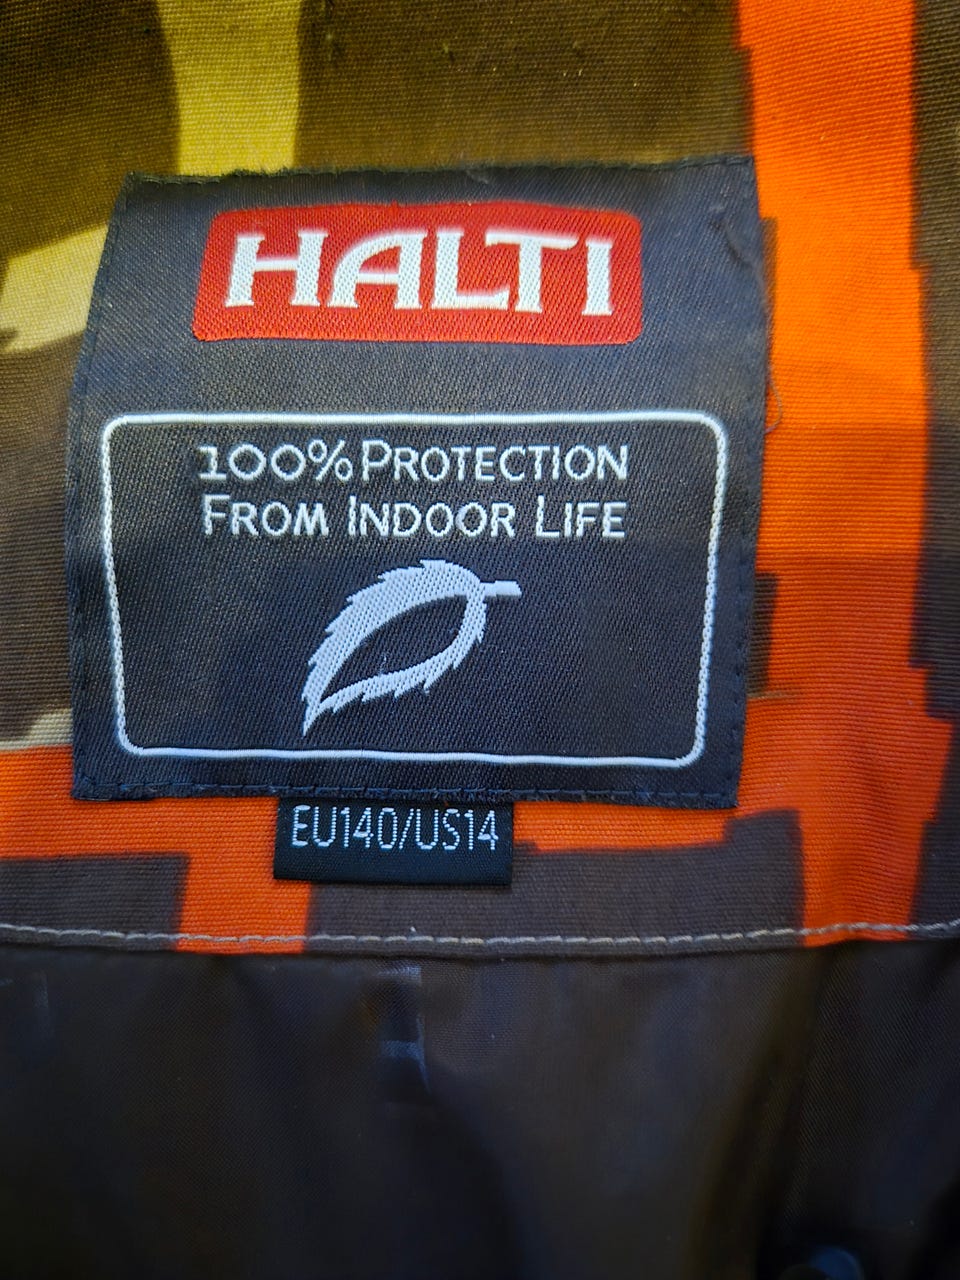 HALTI
100% PROTECTION
FROM INDOOR LIFE
EU140/US14